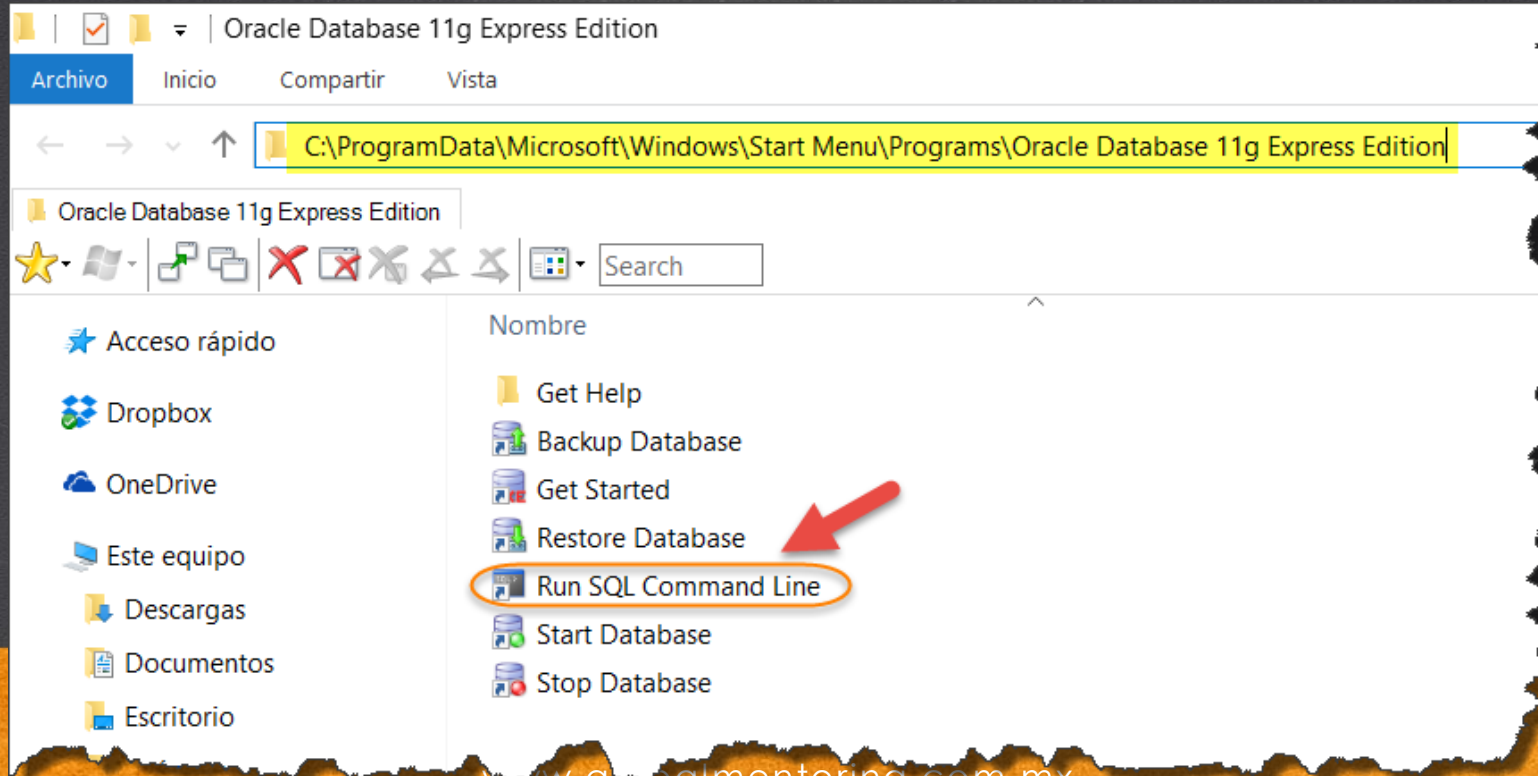 Oracle Database 11g Express Edition
Archivo Inicio Compartir Vista
C:\ProgramData\Microsoft\Windows\Start Menu\Programs\Oracle Database 11g Express Edition
Oracle Database 11g Express Edition
Search
Acceso rápido
Dropbox
OneDrive
Este equipo
Descargas
Documentos
Escritorio
Nombre
Get Help
Backup Database
Get Started
Restore Database
Run SQL Command Line
Start Database
Stop Database